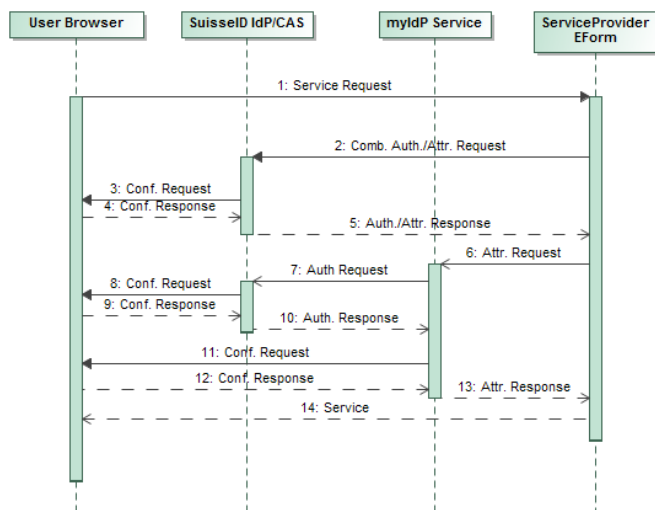 User Browser
SuisseID IdP/CAS
myIdP Service
ServiceProvider
EForm
1: Service Request
2: Comb. Auth./Attr. Request
3: Conf. Request
4: Conf. Response
5: Auth./Attr. Response
6: Attr. Request
7: Auth Request
8: Conf. Request
9: Conf. Response
10: Auth. Response
11: Conf. Request
12: Conf. Response
13: Attr. Response
14: Service